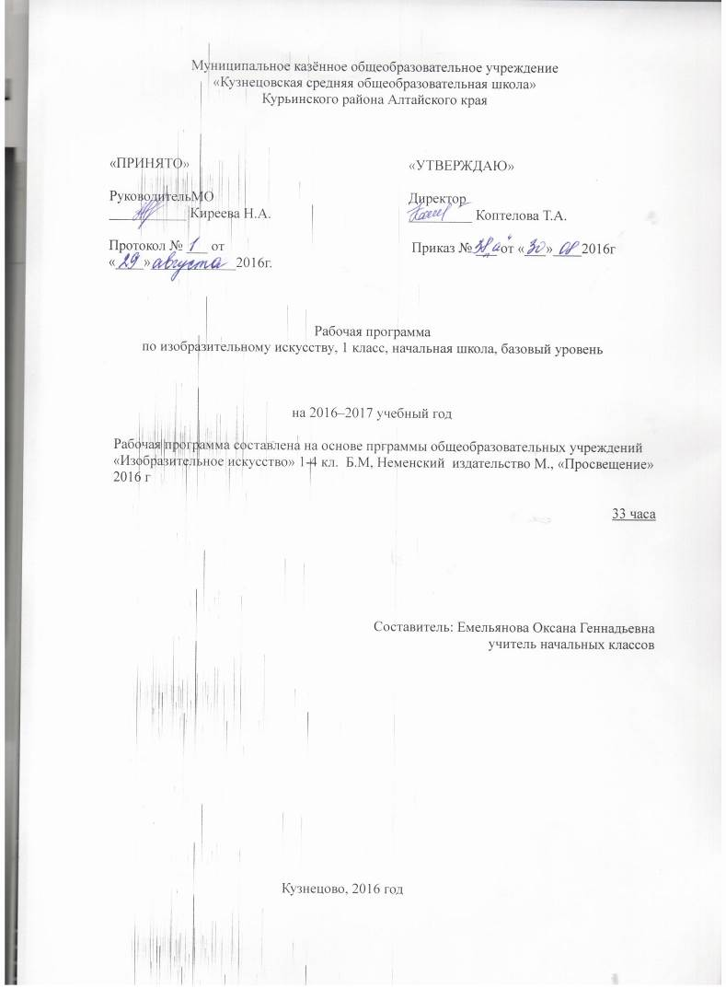 Муниципальное казённое общеобразовательное учреждение
«Кузнецовская средняя общеобразовательная школа»
Курьинского района Алтайского края
«ПРИНЯТО»
РуководительМО
___________ Киреева Н.А.
Протокол № 1 от
«29» августа 2016г.
«УТВЕРЖДАЮ»
Директор
_________ Коптелова Т.А.
Приказ № от «30» 08 2016г
Рабочая программа
по изобразительному искусству, 1 класс, начальная школа, базовый уровень
на 2016–2017 учебный год
Рабочая программа составлена на основе прграммы общеобразовательных учреждений
«Изобразительное искусство» 1-4 кл. Б.М, Неменский издательство М., «Просвещение»
2016 г
33 часа
Составитель: Емельянова Оксана Геннадьевна
учитель начальных классов
Кузнецово, 2016 год